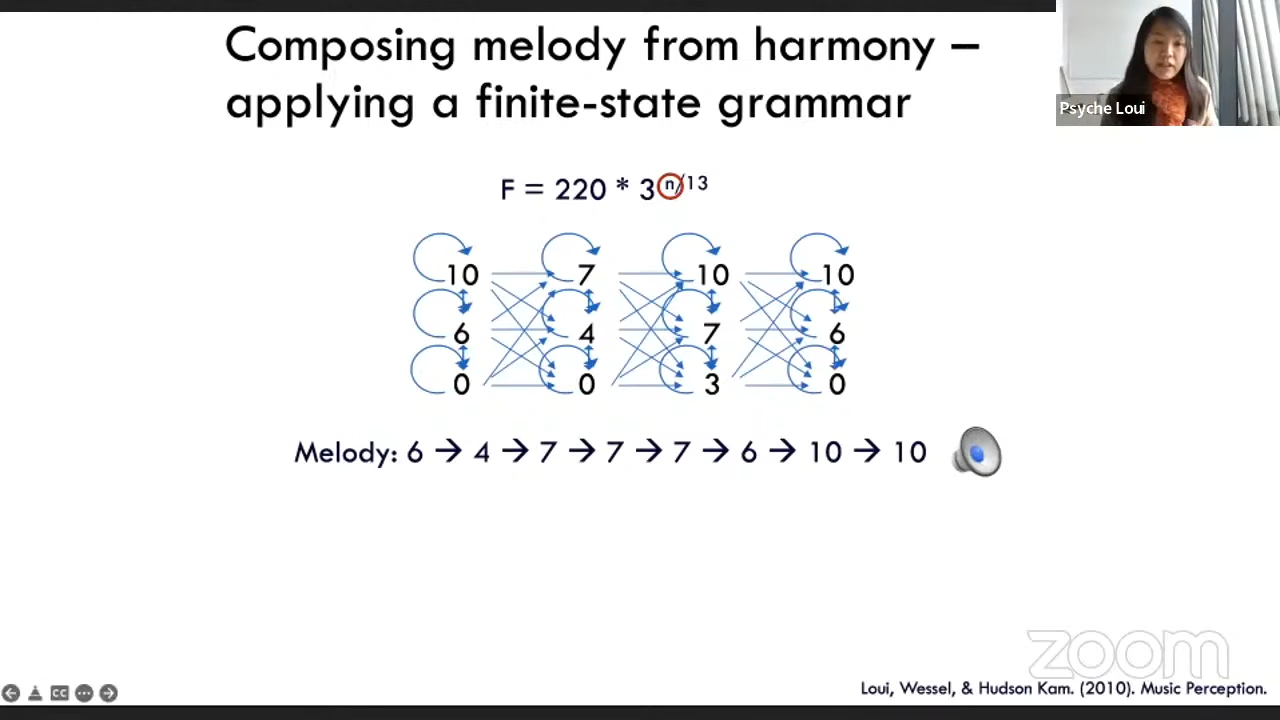 Composing melody from harmony –
applying a finite-state grammar
Psyche Loui
F = 220 * 3^n/13
10 7 10 10
6 4 7 6
0 0 3 0
Melody: 6 → 4 → 7 → 7 → 7 → 6 → 10 → 10
zoom
CC
Loui, Wessel, & Hudson Kam. (2010). Music Perception.